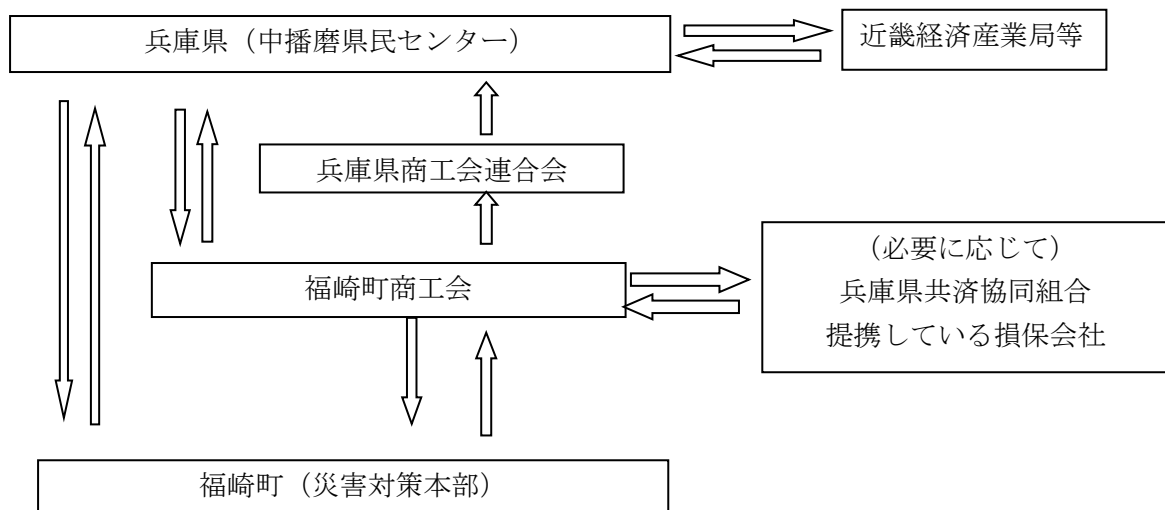 兵庫県（中播磨県民センター）
近畿経済産業局等
兵庫県商工会連合会
福崎町商工会
（必要に応じて）
兵庫県共済協同組合
提携している損保会社
福崎町（災害対策本部）